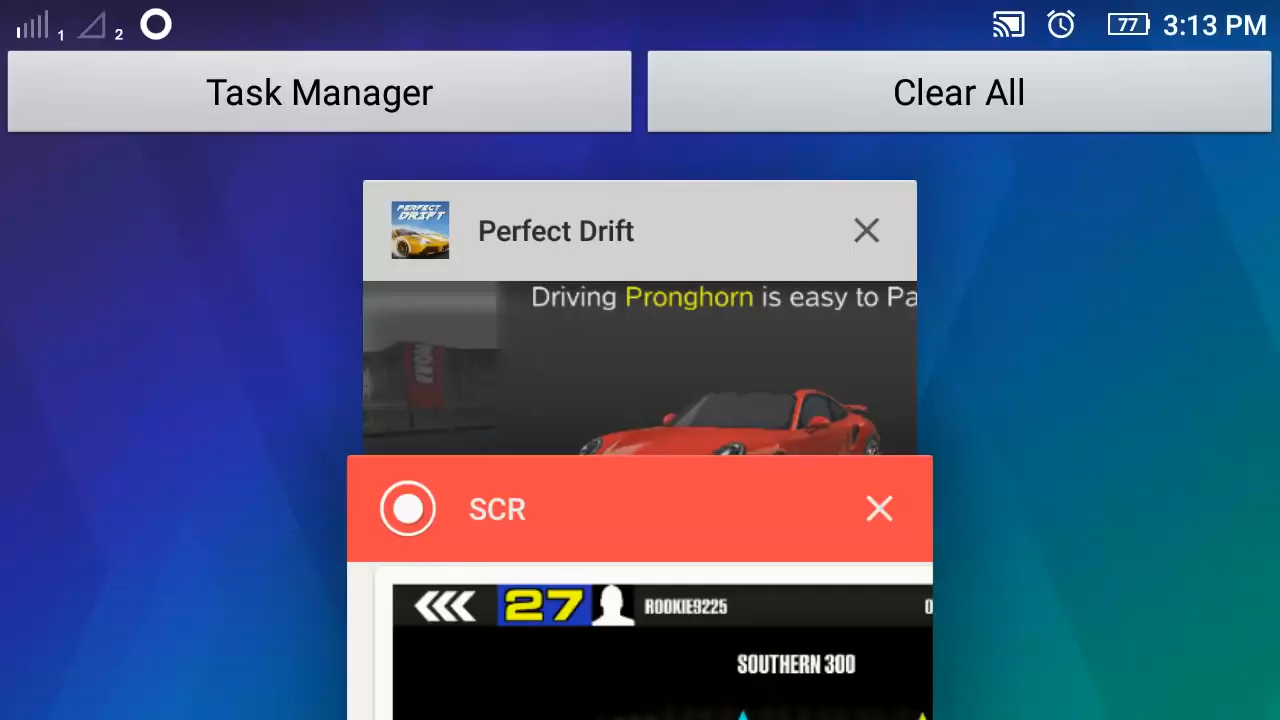 1 2 77 3:13 PM
Task Manager Clear All
PERFECT
DRIFT
Perfect Drift
Driving Pronghorn is easy to Pa
SCR
27 ROOKIE9225 0
SOUTHERN 300